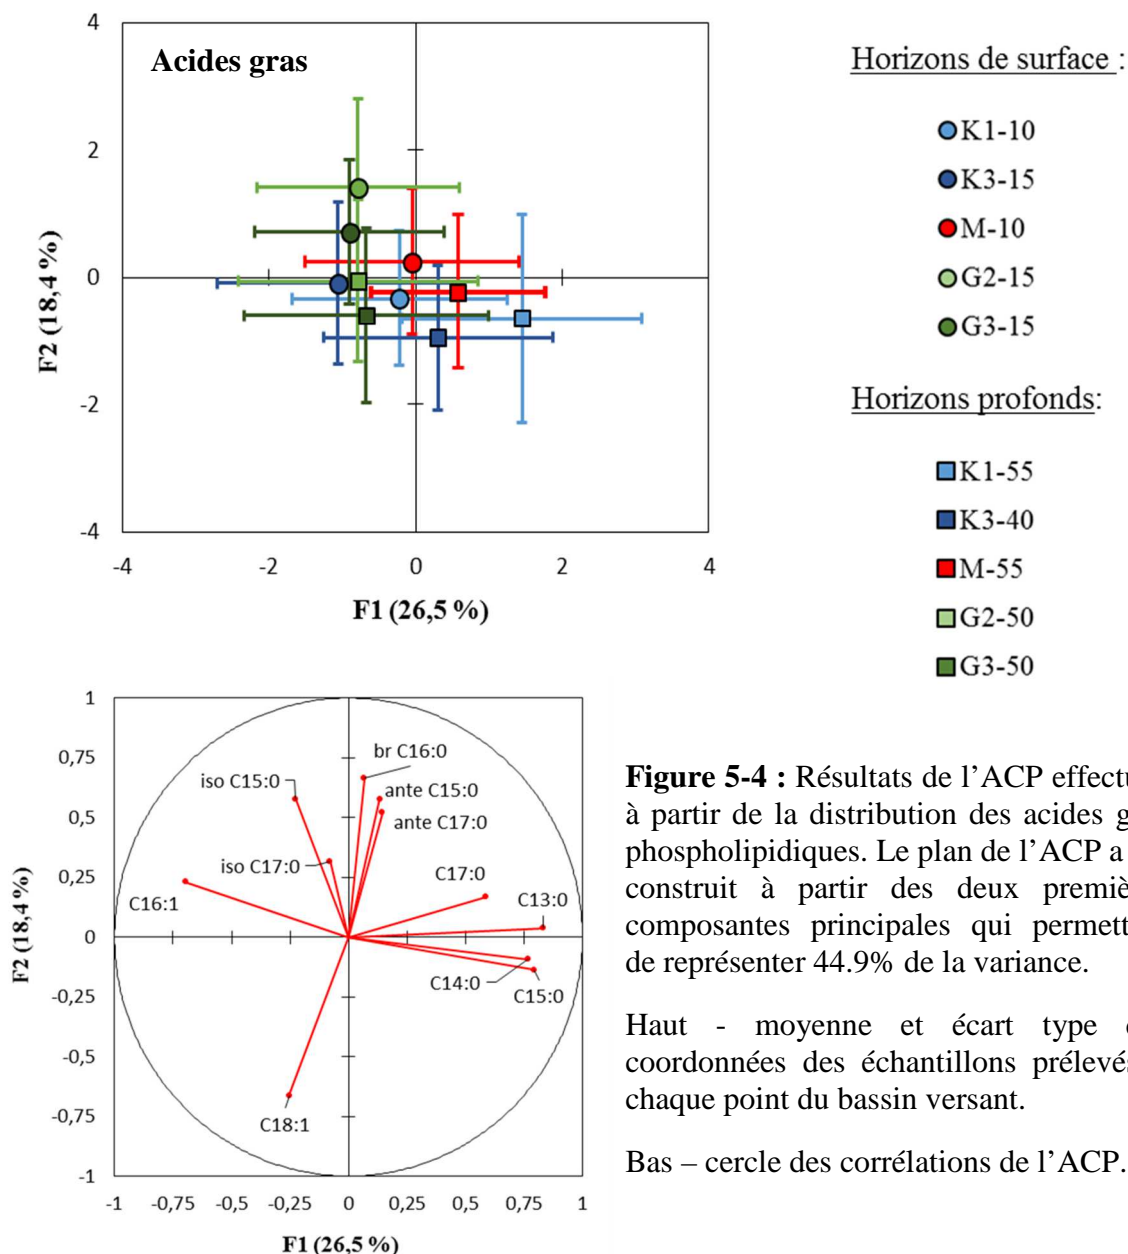 4
Acides gras
2
0
-2
-4
-4 -2 0 2 4
F2 (18,4 %)
F1 (26,5 %)
Horizons de surface :
K1-10
K3-15
M-10
G2-15
G3-15
Horizons profonds:
K1-55
K3-40
M-55
G2-50
G3-50
1
0,75
0,5
0,25
0
-0,25
-0,5
-0,75
-1
-1 -0,75 -0,5 -0,25 0 0,25 0,5 0,75 1
F2 (18,4 %)
F1 (26,5 %)
br C16:0
iso C15:0
ante C15:0
ante C17:0
iso C17:0
C17:0
C16:1
C13:0
C14:0
C15:0
C18:1
Figure 5-4 : Résultats de l’ACP effectu
à partir de la distribution des acides g
phospholipidiques. Le plan de l’ACP a
construit à partir des deux premiè
composantes principales qui permett
de représenter 44.9% de la variance.
Haut - moyenne et écart type
coordonnées des échantillons prélevés
chaque point du bassin versant.
Bas – cercle des corrélations de l’ACP.